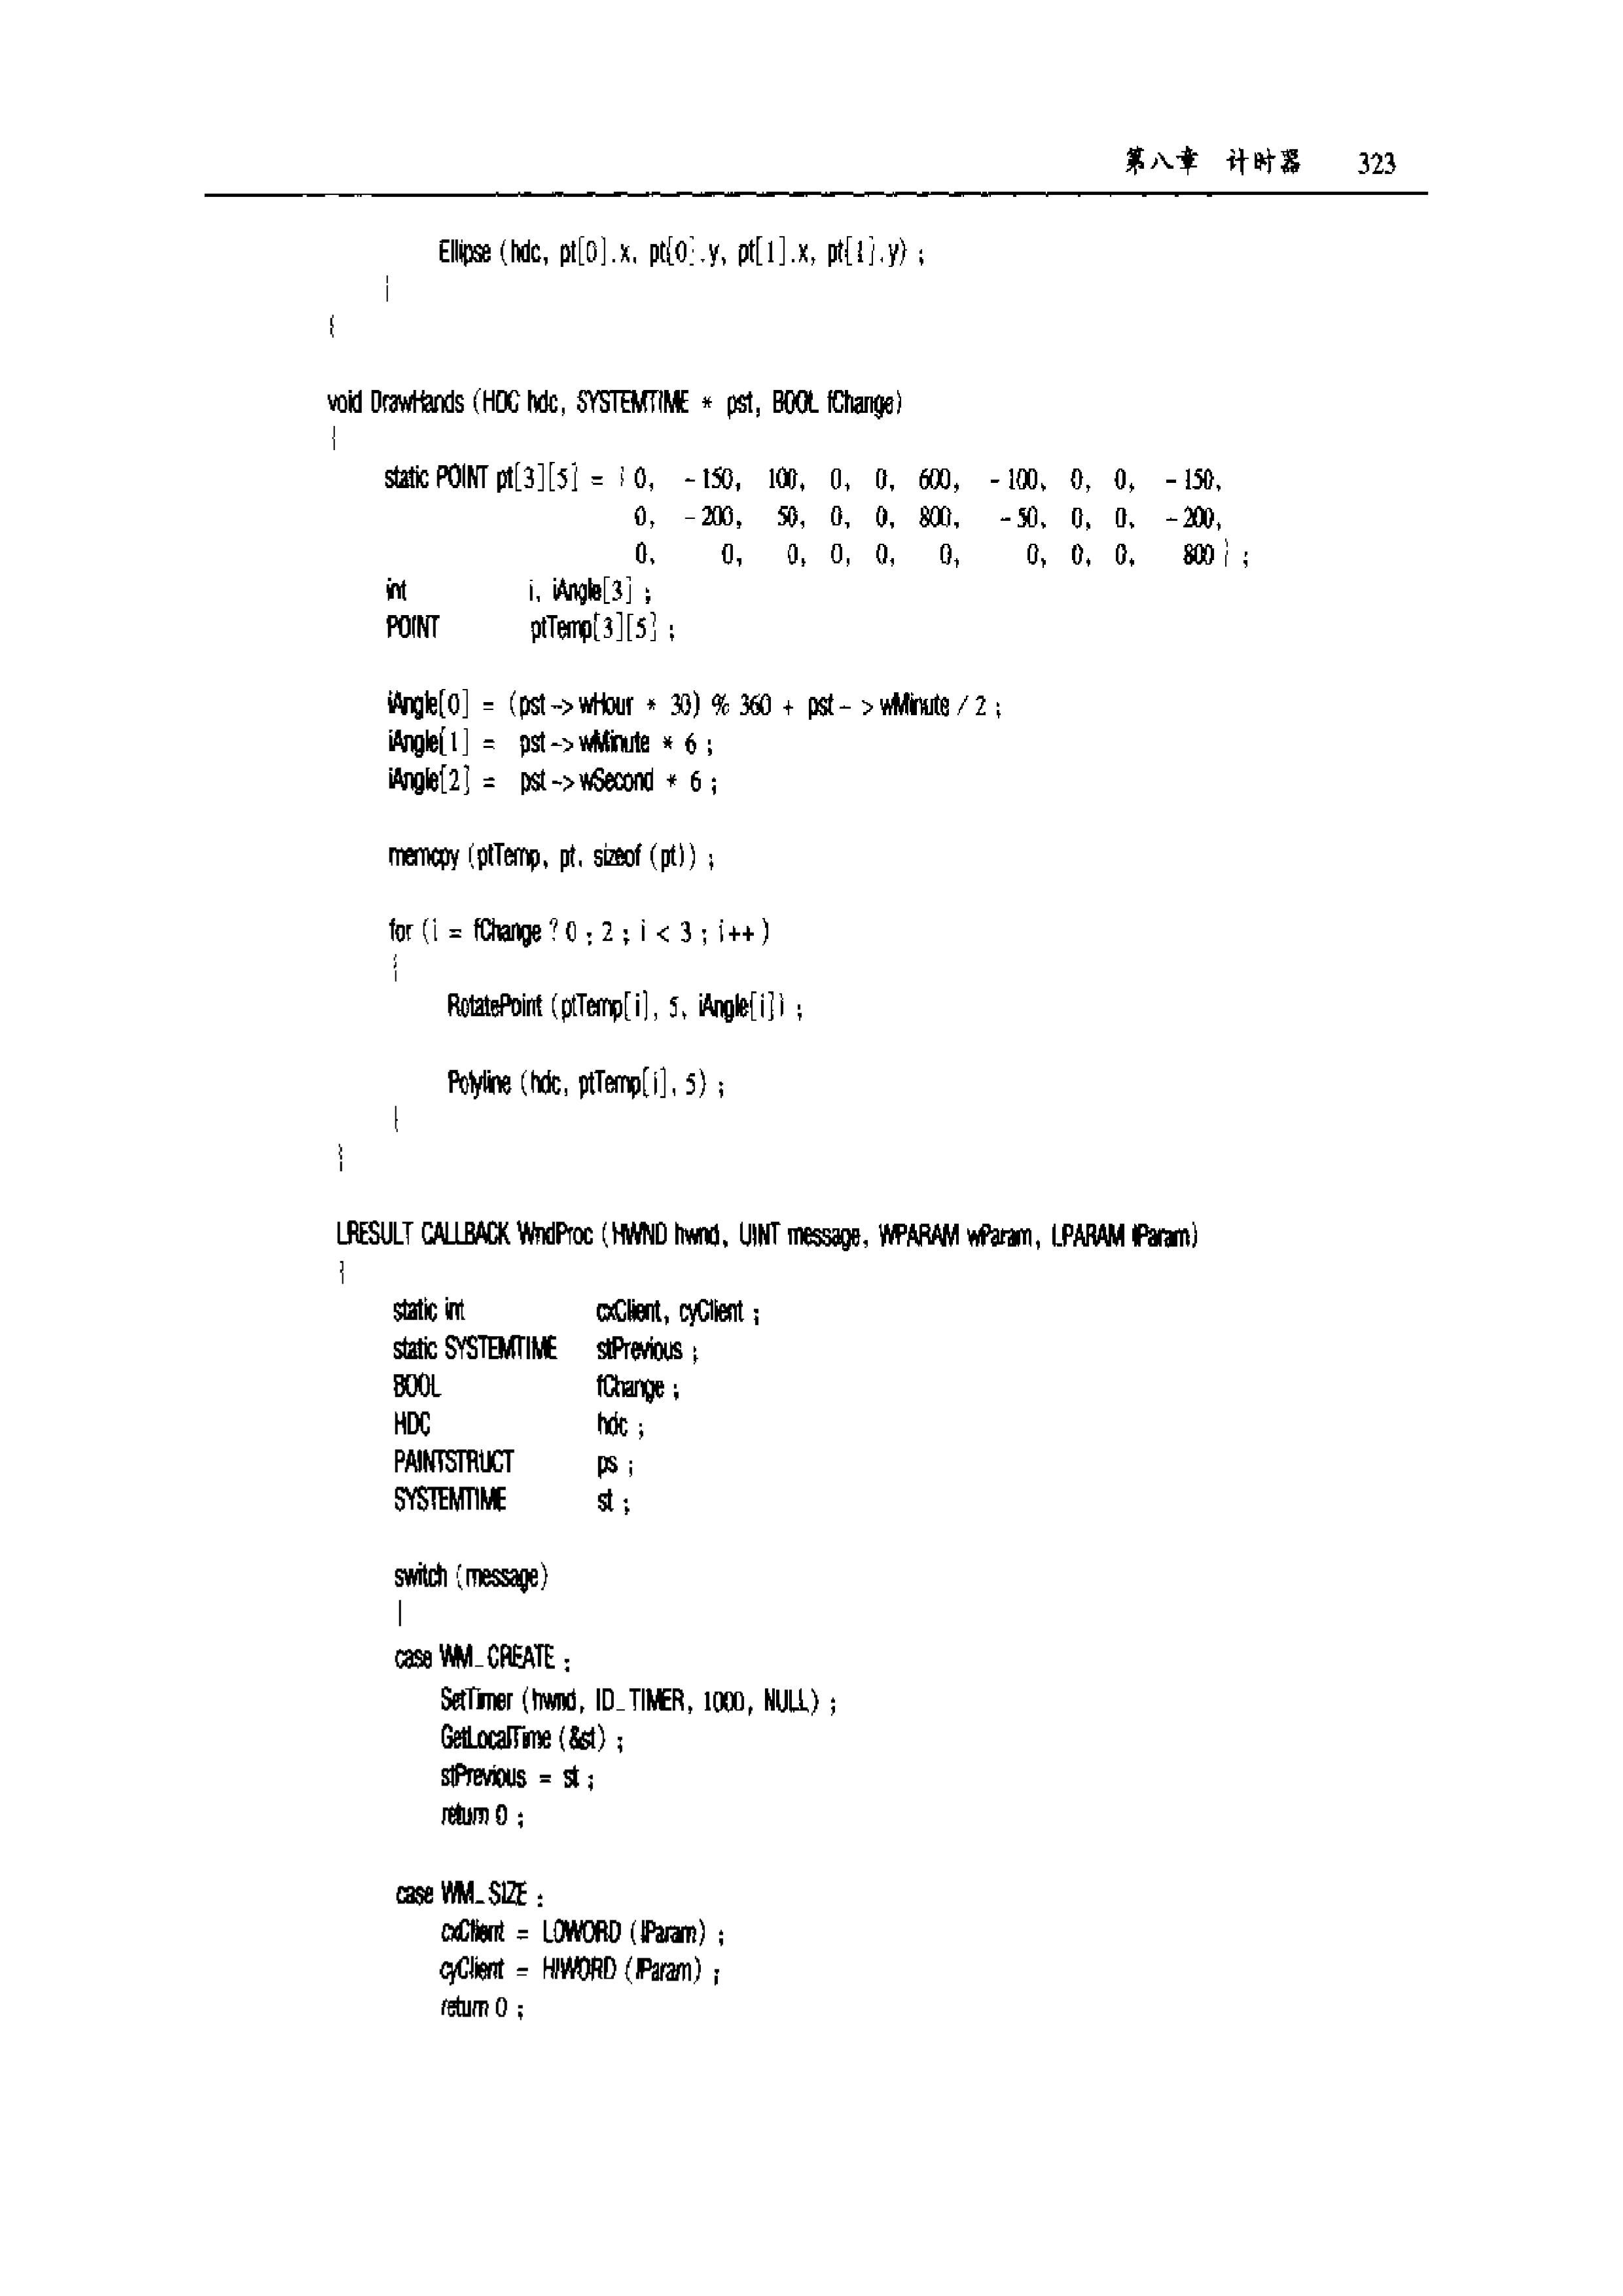 第八章 计时器 323
Ellipse (hdc, pt[0].x, pt[0].y, pt[1].x, pt[1].y) ;
}
}
void DrawHands (HDC hdc, SYSTEMTIME * pst, BOOL fChange)
{
static POINT pt[3][5] = { 0, -150, 100, 0, 0, 600, -100, 0, 0, -150,
0, -200, 50, 0, 0, 800, -50, 0, 0, -200,
0, 0, 0, 0, 0, 0, 0, 0, 0, 800 } ;
int i, iAngle[3] ;
POINT ptTemp[3][5] ;
iAngle[0] = (pst->wHour * 30) % 360 + pst- >wMinute / 2 ;
iAngle[1] = pst->wMinute * 6 ;
iAngle[2] = pst->wSecond * 6 ;
memcpy (ptTemp, pt, sizeof (pt)) ;
for (i = fChange ? 0 ; 2 ; i < 3 ; i++ )
{
RotatePoint (ptTemp[i], 5, iAngle[i]) ;
Polyline (hdc, ptTemp[i], 5) ;
}
}
LRESULT CALLBACK WndProc (HWND hwnd, UINT message, WPARAM wParam, LPARAM lParam)
{
static int cxClient, cyClient ;
static SYSTEMTIME stPrevious ;
BOOL fChange ;
HDC hdc ;
PAINTSTRUCT ps ;
SYSTEMTIME st ;
switch (message)
{
case WM_CREATE ;
SetTimer (hwnd, ID_TIMER, 1000, NULL) ;
GetLocalTime (&st) ;
stPrevious = st ;
return 0 ;
case WM_SIZE :
cxClient = LOWORD (lParam) ;
cyClient = HIWORD (lParam) ;
return 0 ;